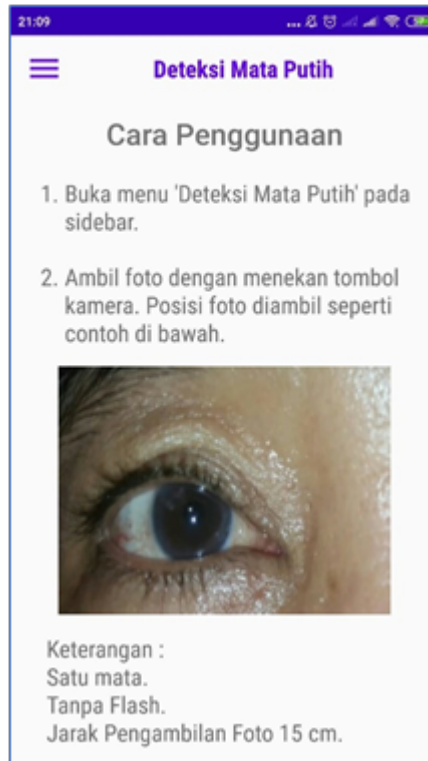 21:09
Deteksi Mata Putih
Cara Penggunaan
1. Buka menu 'Deteksi Mata Putih' pada
sidebar.
2. Ambil foto dengan menekan tombol
kamera. Posisi foto diambil seperti
contoh di bawah.
Keterangan :
Satu mata.
Tanpa Flash.
Jarak Pengambilan Foto 15 cm.